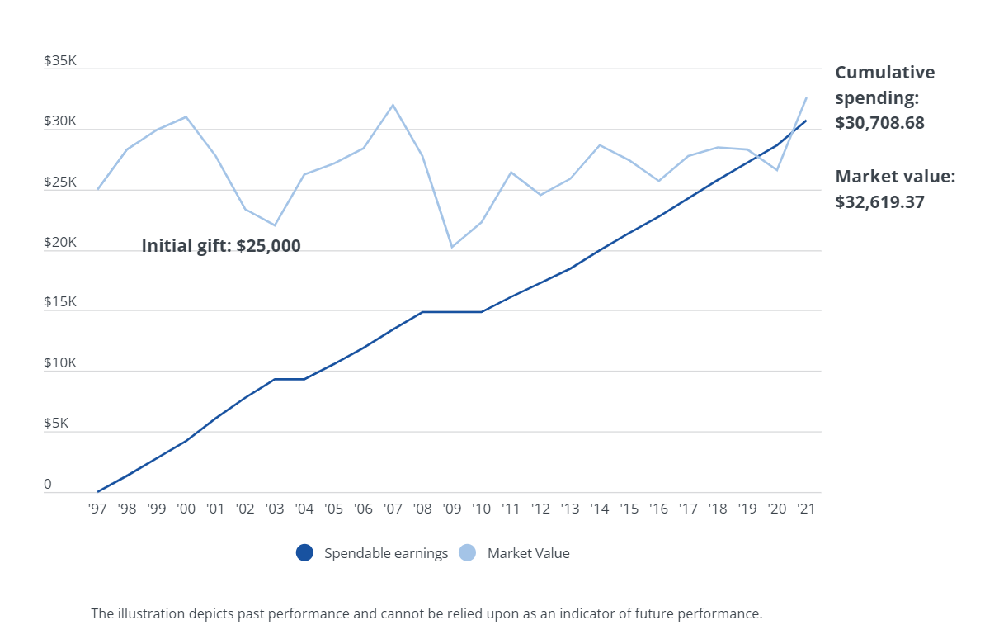 $35K
$30K
$25K
$20K
$15K
$10K
$5K
0
Initial gift: $25,000
Cumulative
spending:
$30,708.68
Market value:
$32,619.37
'97 '98 '99 '00 '01 '02 '03 '04 '05 '06 '07 '08 '09 '10 '11 '12 '13 '14 '15 '16 '17 '18 '19 '20 '21
Spendable earnings Market Value
The illustration depicts past performance and cannot be relied upon as an indicator of future performance.